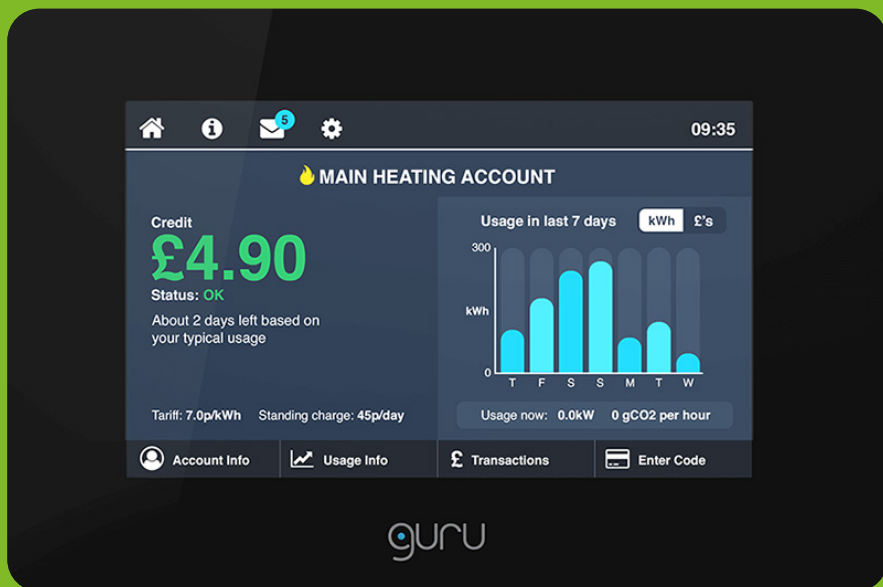 5
09:35
MAIN HEATING ACCOUNT
Credit
£4.90
Status: OK
About 2 days left based on
your typical usage
Tariff: 7.0p/kWh Standing charge: 45p/day
Usage in last 7 days kWh £'s
300
kWh
0
T F S S M T W
Usage now: 0.0kW 0 gCO2 per hour
Account Info Usage Info £ Transactions Enter Code
guru